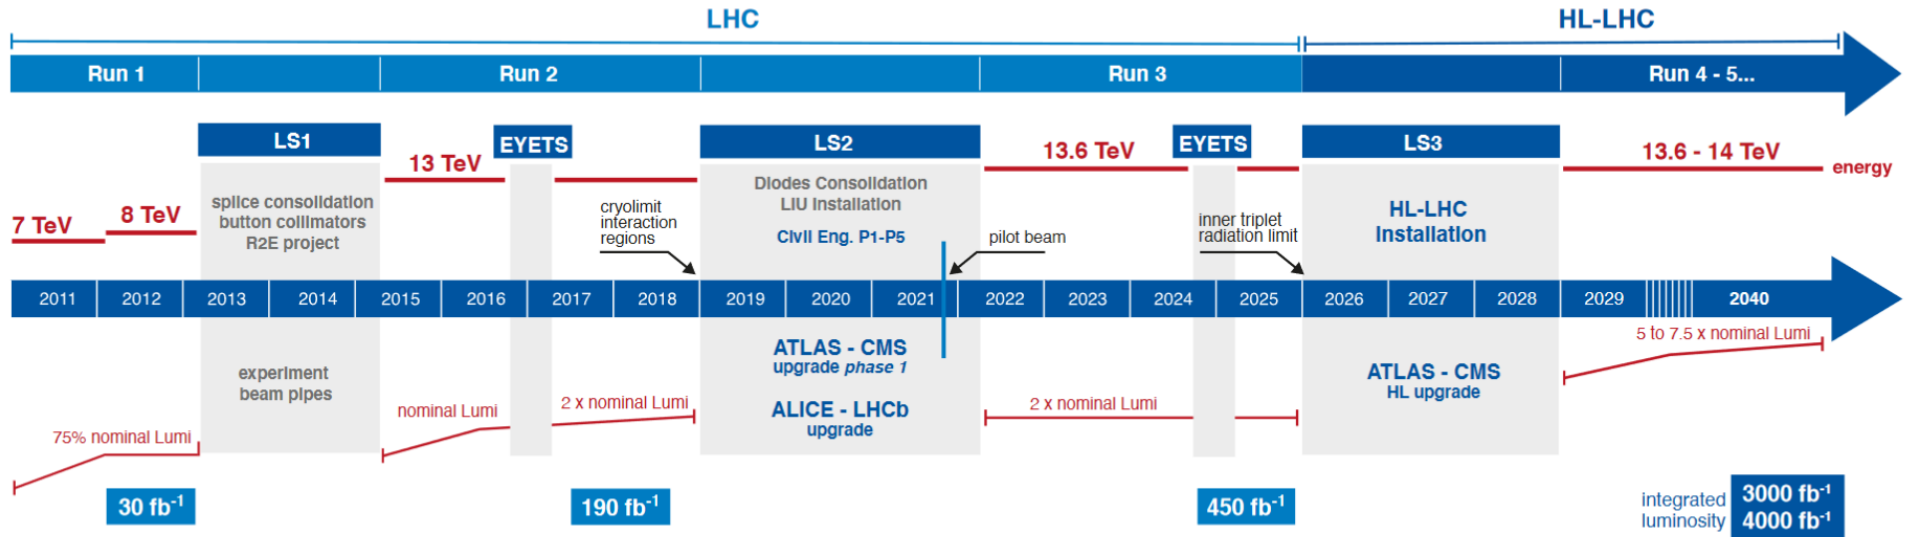 LHC
HL-LHC
Run 1
Run 2
Run 3
Run 4 - 5...
LS1
EYETS
LS2
EYETS
LS3
13 TeV
13.6 TeV
13.6 - 14 TeV
energy
7 TeV
8 TeV
splice consolidation
button collimators
R2E project
cryolimit
interaction
regions
Diodes Consolidation
LIU Installation
Civil Eng. P1-P5
pilot beam
inner triplet
radiation limit
HL-LHC
Installation
2011
2012
2013
2014
2015
2016
2017
2018
2019
2020
2021
2022
2023
2024
2025
2026
2027
2028
2029
2040
experiment
beam pipes
ATLAS - CMS
upgrade phase 1
ALICE - LHCb
upgrade
ATLAS - CMS
HL upgrade
5 to 7.5 x nominal Lumi
75% nominal Lumi
nominal Lumi
2 x nominal Lumi
2 x nominal Lumi
30 fb⁻¹
190 fb⁻¹
450 fb⁻¹
integrated
luminosity
3000 fb⁻¹
4000 fb⁻¹